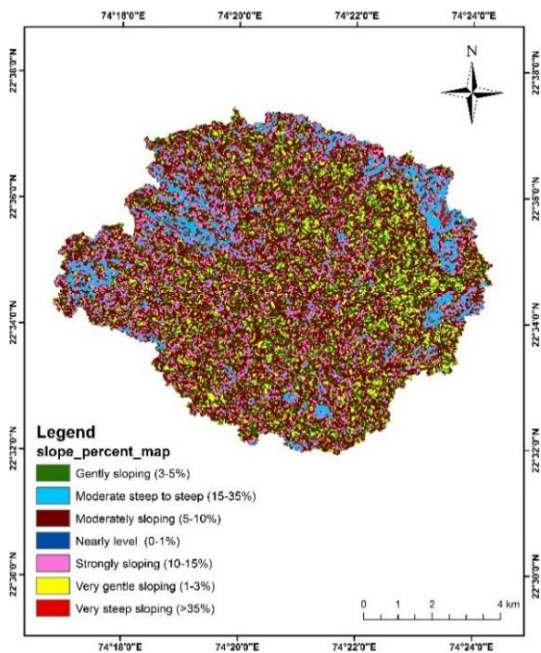 74°18'0"E 74°20'0"E 74°22'0"E 74°24'0"E
N
22°38'0"N 22°38'0"N
22°36'0"N 22°36'0"N
22°34'0"N 22°34'0"N
22°32'0"N 22°32'0"N
22°30'0"N 22°30'0"N
Legend
slope_percent_map
Gently sloping (3-5%)
Moderate steep to steep (15-35%)
Moderately sloping (5-10%)
Nearly level (0-1%)
Strongly sloping (10-15%)
Very gentle sloping (1-3%)
Very steep sloping (>35%)
0 1 2 4 km
74°18'0"E 74°20'0"E 74°22'0"E 74°24'0"E